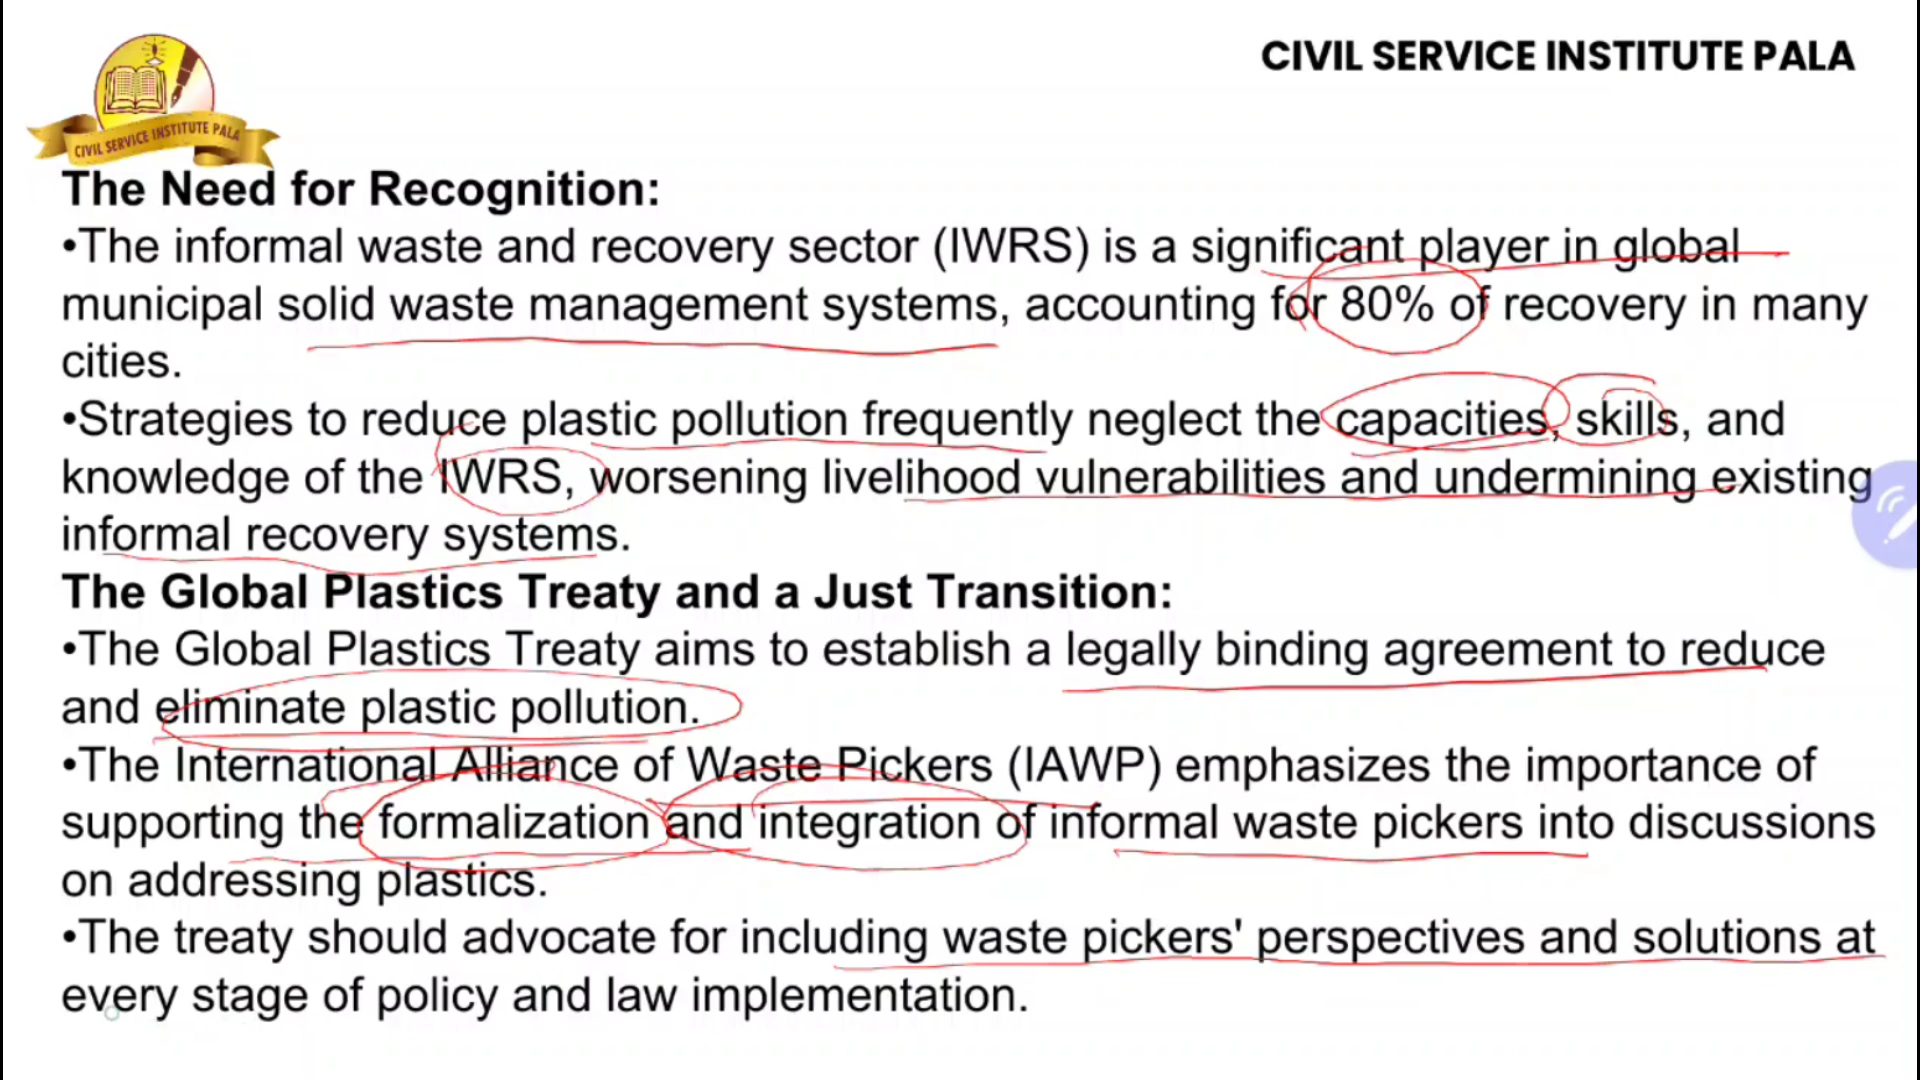 CIVIL SERVICE INSTITUTE PALA
CIVIL SERVICE INSTITUTE PALA
The Need for Recognition:
•The informal waste and recovery sector (IWRS) is a significant player in global
municipal solid waste management systems, accounting for 80% of recovery in many
cities.
•Strategies to reduce plastic pollution frequently neglect the capacities, skills, and
knowledge of the IWRS, worsening livelihood vulnerabilities and undermining existing
informal recovery systems.
The Global Plastics Treaty and a Just Transition:
•The Global Plastics Treaty aims to establish a legally binding agreement to reduce
and eliminate plastic pollution.
•The International Alliance of Waste Pickers (IAWP) emphasizes the importance of
supporting the formalization and integration of informal waste pickers into discussions
on addressing plastics.
•The treaty should advocate for including waste pickers' perspectives and solutions at
every stage of policy and law implementation.